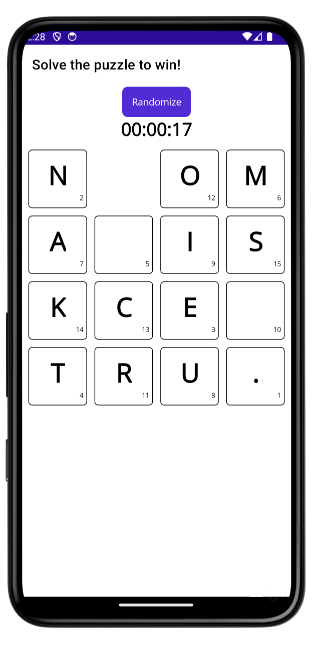 :28
Solve the puzzle to win!
Randomize
00:00:17
N 2 O 12 M 6
A 7 5 I 9 S 15
K 14 C 13 E 3 10
T 4 R 11 U 8 . 1